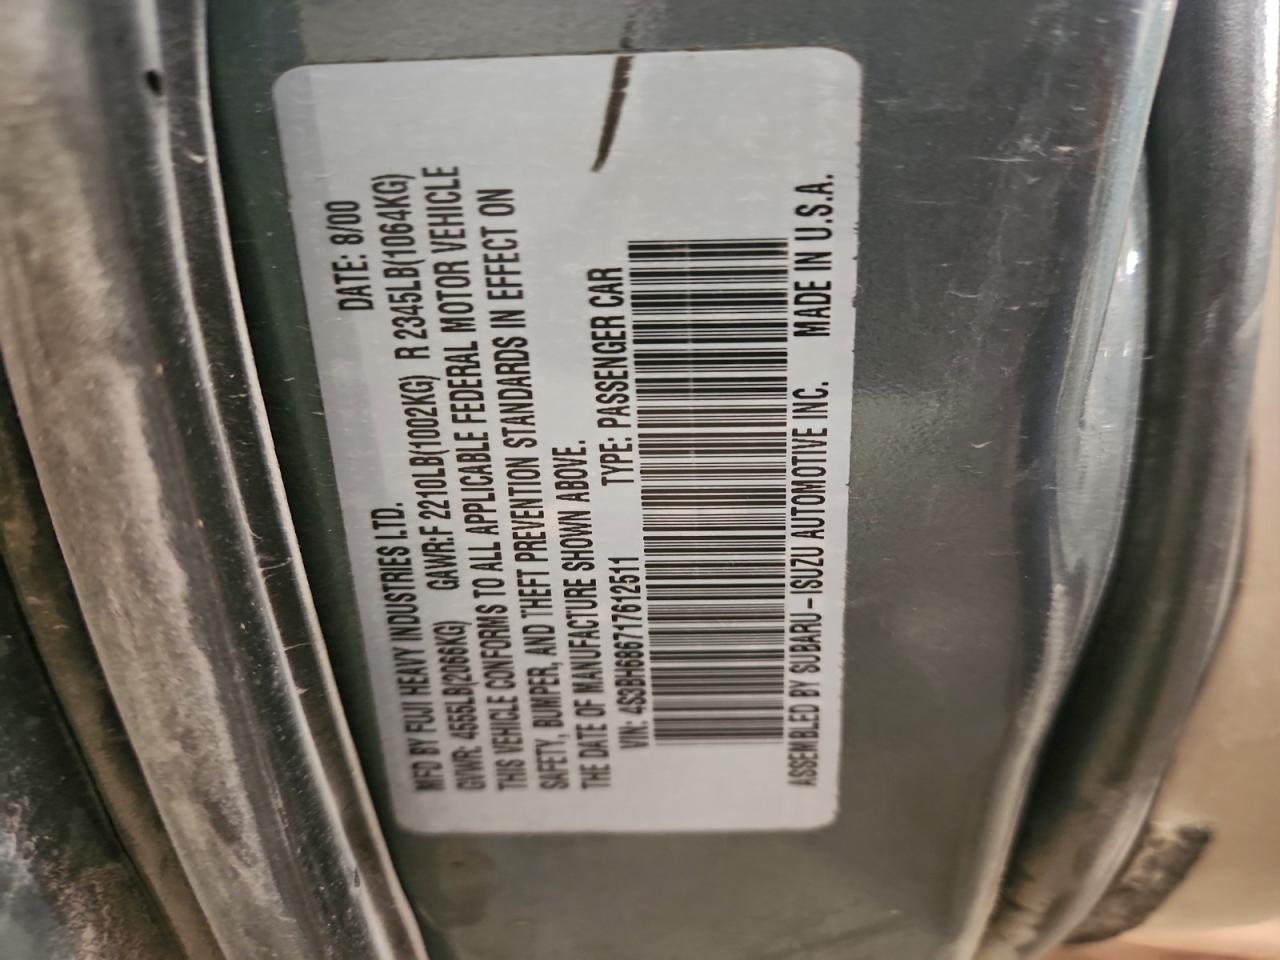 DATE: 8/00
MFD BY FUJI HEAVY INDUSTRIES LTD.
GVWR: 4555LB(2066KG) GAWR:F 2210LB(1002KG) R 2345LB(1064KG)
THIS VEHICLE CONFORMS TO ALL APPLICABLE FEDERAL MOTOR VEHICLE
SAFETY, BUMPER, AND THEFT PREVENTION STANDARDS IN EFFECT ON
THE DATE OF MANUFACTURE SHOWN ABOVE.
VIN: 4S3BH686717612511 TYPE: PASSENGER CAR
ASSEMBLED BY SUBARU-ISUZU AUTOMOTIVE INC. MADE IN U.S.A.